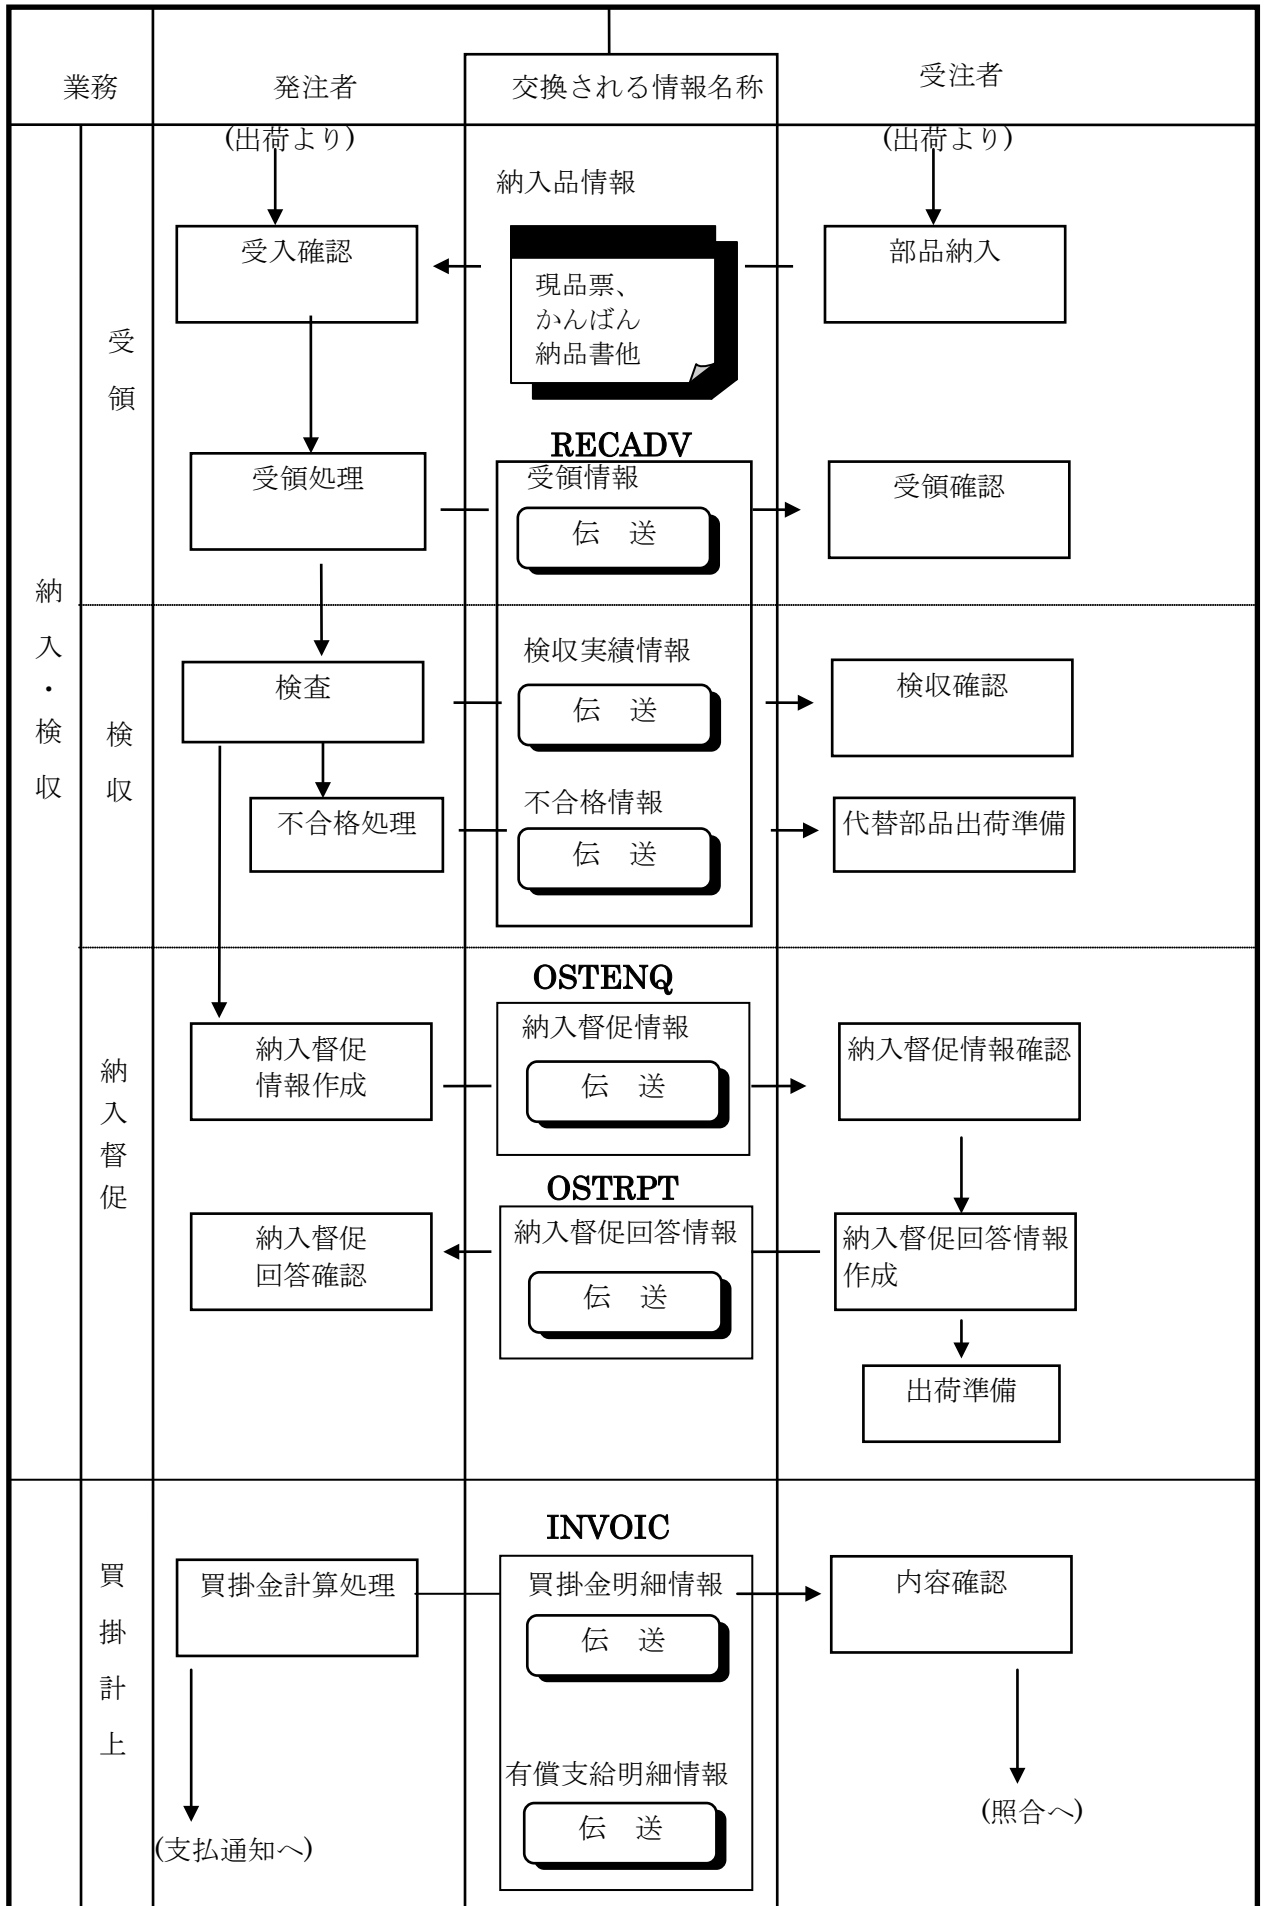 業務
発注者
交換される情報名称
受注者
(出荷より)
(出荷より)
納入・検収
受領
納入品情報
受入確認
現品票、
かんばん
納品書他
部品納入
RECADV
受領処理
受領情報
伝　送
受領確認
検収
検査
検収実績情報
伝　送
検収確認
不合格処理
不合格情報
伝　送
代替部品出荷準備
納入督促
OSTENQ
納入督促
情報作成
納入督促情報
伝　送
納入督促情報確認
OSTRPT
納入督促
回答確認
納入督促回答情報
伝　送
納入督促回答情報
作成
出荷準備
買掛計上
INVOIC
買掛金計算処理
買掛金明細情報
伝　送
内容確認
有償支給明細情報
伝　送
(支払通知へ)
(照合へ)